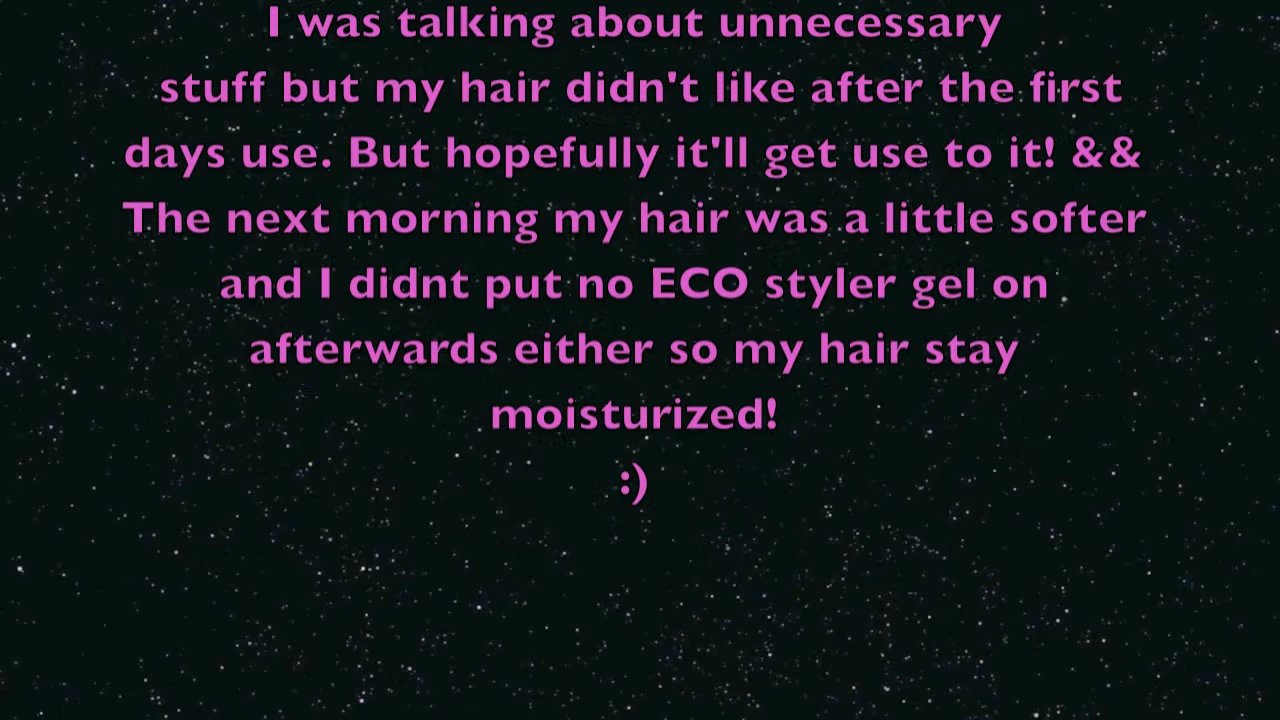 I was talking about unnecessary
stuff but my hair didn't like after the first
days use. But hopefully it'll get use to it! &&
The next morning my hair was a little softer
and I didnt put no ECO styler gel on
afterwards either so my hair stay
moisturized!
:)